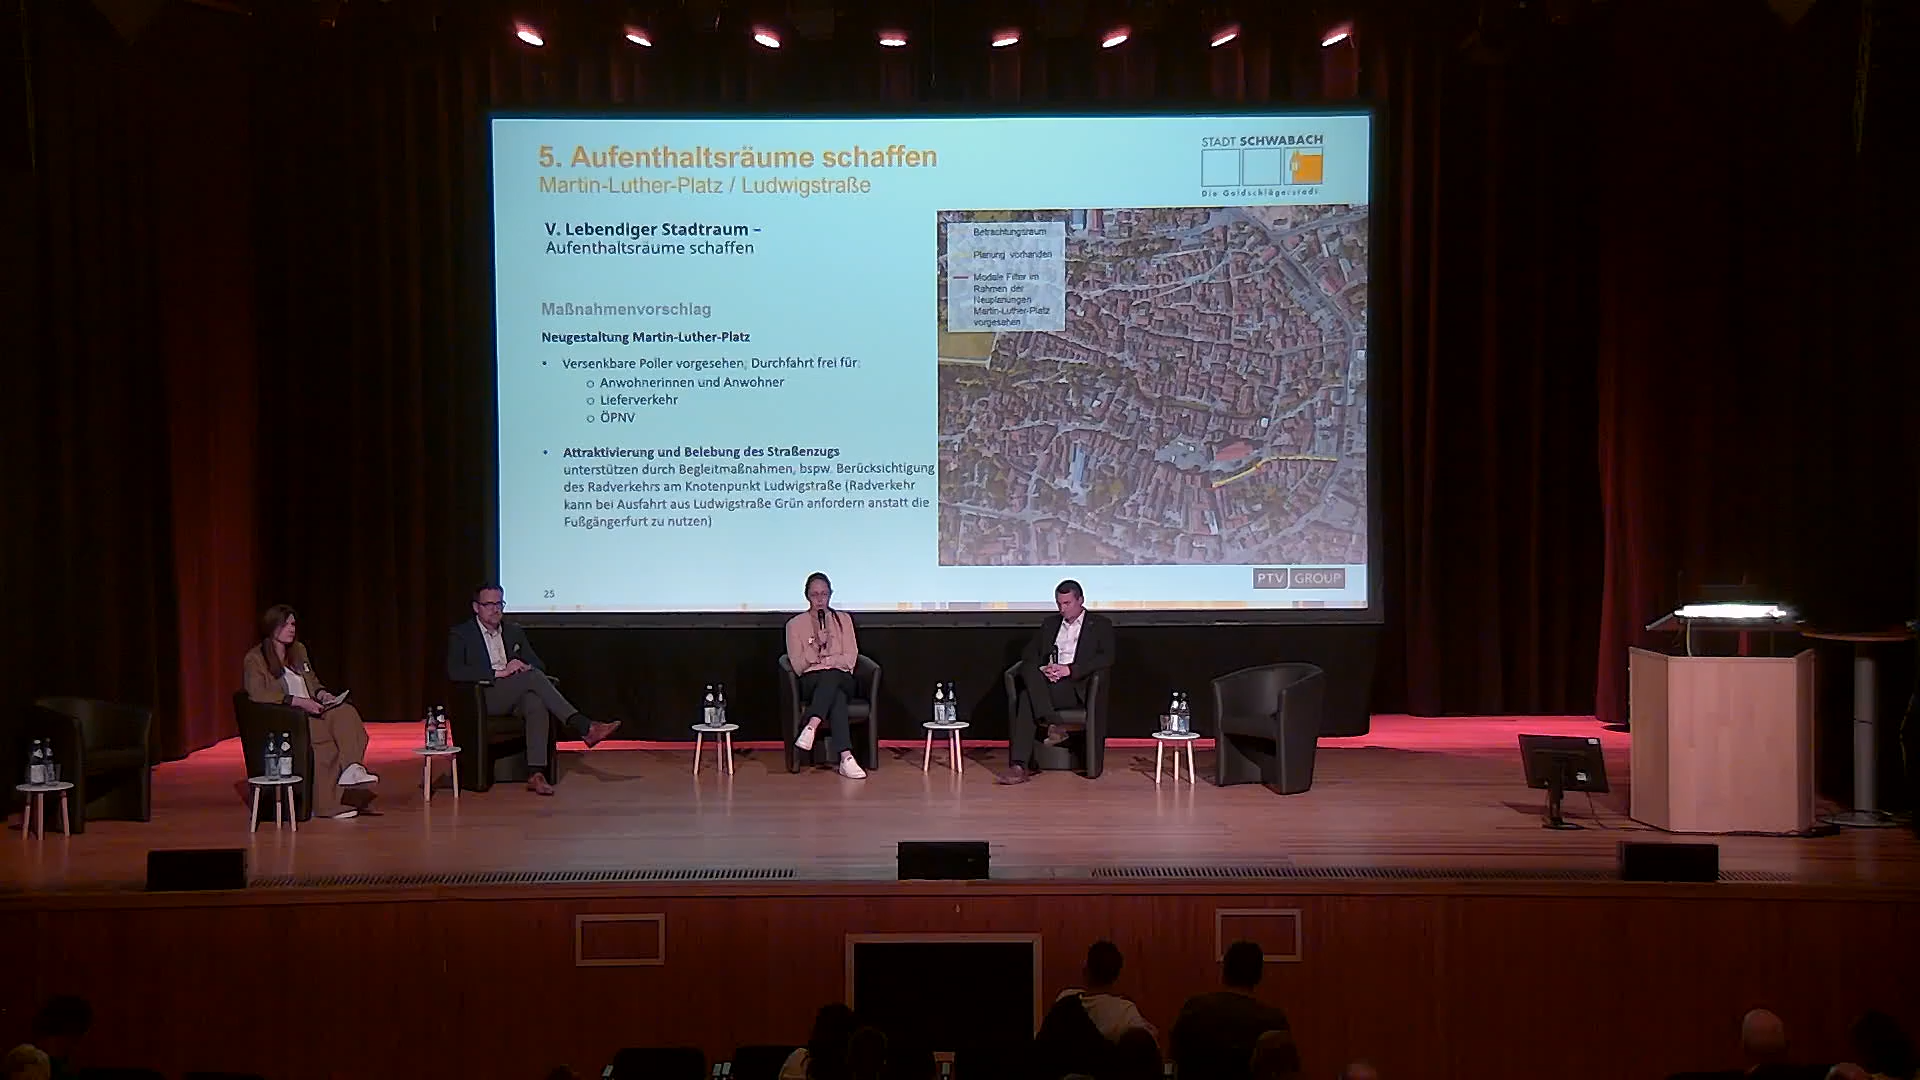 5. Aufenthaltsräume schaffen
Martin-Luther-Platz / Ludwigstraße
STADT SCHWABACH
Die Goldschlägerstadt.
V. Lebendiger Stadtraum –
Aufenthaltsräume schaffen
Maßnahmenvorschlag
Neugestaltung Martin-Luther-Platz
• Versenkbare Poller vorgesehen, Durchfahrt frei für:
o Anwohnerinnen und Anwohner
o Lieferverkehr
o ÖPNV
• Attraktivierung und Belebung des Straßenzugs
unterstützen durch Begleitmaßnahmen, bspw. Berücksichtigung
des Radverkehrs am Knotenpunkt Ludwigstraße (Radverkehr
kann bei Ausfahrt aus Ludwigstraße Grün anfordern anstatt die
Fußgängerfurt zu nutzen)
Betrachtungsraum
Planung vorhanden
Modale Filter im
Rahmen der
Neuplanungen
Martin-Luther-Platz
vorgesehen
25
PTV GROUP